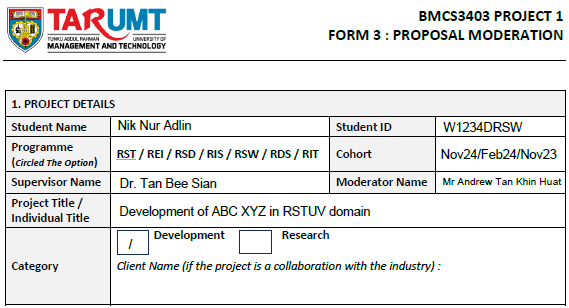 TARUMT
TUNKU ABDUL RAHMAN UNIVERSITY OF
MANAGEMENT AND TECHNOLOGY
BMCS3403 PROJECT 1
FORM 3 : PROPOSAL MODERATION
1. PROJECT DETAILS
Student Name Nik Nur Adlin Student ID W1234DRSW
Programme
(Circled The Option) RST / REI / RSD / RIS / RSW / RDS / RIT Cohort Nov24/Feb24/Nov23
Supervisor Name Dr. Tan Bee Sian Moderator Name Mr Andrew Tan Khin Huat
Project Title /
Individual Title Development of ABC XYZ in RSTUV domain
Category
/ Development Research
Client Name (if the project is a collaboration with the industry) :